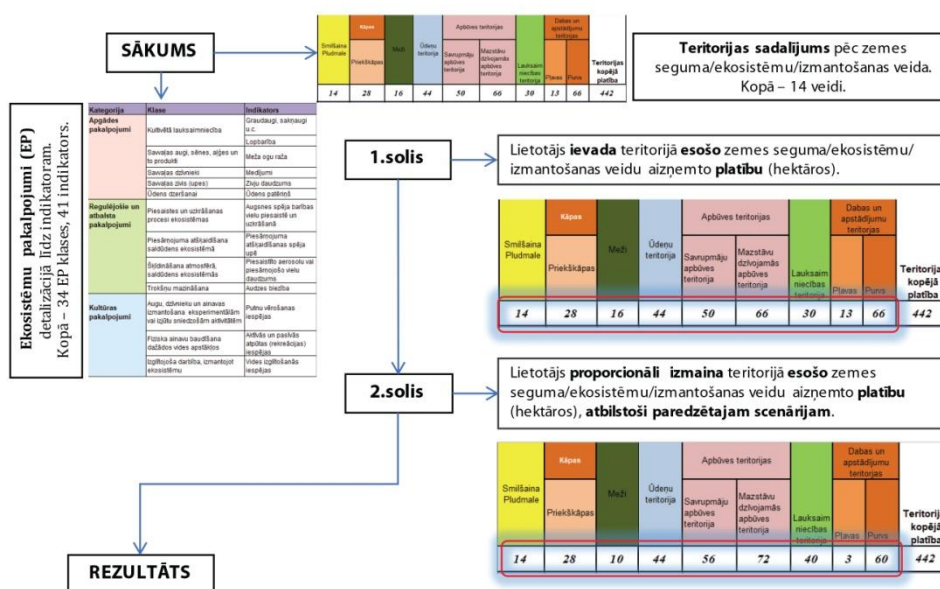 SĀKUMS
Kāpas
Apbūves teritorijas
Dabas un
apstādījumu
teritorijas
Smilšaina
Pludmale
Priekškāpas
Meži
Ūdeņu
teritorija
Savrupmāju
apbūves
teritorija
Mazstāvu
dzīvojamās
apbūves
teritorija
Lauksaim
niecības teritorija
Pļavas
Purvs
Teritorijas
kopējā
platība
14 28 16 44 50 66 30 13 66 442
Teritorijas sadalījums pēc zemes
seguma/ekosistēmu/izmantošanas veida.
Kopā – 14 veidi.
Ekosistēmu pakalpojumi (EP)
detalizācijā līdz indikatoram.
Kopā – 34 EP klases, 41 indikators.
Kategorija Klase Indikators
Apgādes
pakalpojumi
Kultivētā lauksaimniecība
Graudaugi, sakņaugi
u.c.
Lopbarība
Savvaļas augi, sēnes, aļģes un
to produkti
Meža ogu raža
Savvaļas dzīvnieki Medījumi
Savvaļas zivis (upes) Zivju daudzums
Ūdens dzeršanai Ūdens patēriņš
Regulējošie un
atbalsta
pakalpojumi
Piesaistes un uzkrāšanas
procesi ekosistēmas
Augsnes spēja barības
vielu piesaistē un
uzkrāšanā
Piesārņojuma atšķaidīšana
saldūdens ekosistēmā
Piesārņojuma
atšķaidīšanas spēja
upē
Šķīdināšana atmosfērā,
saldūdens ekosistēmās
Piesaistīto aerosolu vai
piesārņojošo vielu
daudzums
Trokšņu mazināšana Audzes biezība
Kultūras
pakalpojumi
Augu, dzīvnieku un ainavas
izmantošana eksperimentālām
vai izjūtu sniedzošām aktivitātēm
Putnu vērošanas
iespējas
Fiziska ainavu baudīšana
dažādos vides apstākļos
Aktīvās un pasīvās
atpūtas (rekreācijas)
iespējas
Izglītojoša darbība, izmantojot
ekosistēmu
Vides izglītošanās
iespējas
1.solis
Lietotājs ievada teritorijā esošo zemes seguma/ekosistēmu/
izmantošanas veidu aizņemto platību (hektāros).
Kāpas
Apbūves teritorijas
Dabas un
apstādījumu
teritorijas
Smilšaina
Pludmale
Priekškāpas
Meži
Ūdeņu
teritorija
Savrupmāju
apbūves
teritorija
Mazstāvu
dzīvojamās
apbūves
teritorija
Lauksaim
niecības teritorija
Pļavas
Purvs
Teritorija
kopējā
platība
14 28 16 44 50 66 30 13 66 442
2.solis
Lietotājs proporcionāli izmaina teritorijā esošo zemes
seguma/ekosistēmu/izmantošanas veidu aizņemto platību
(hektāros), atbilstoši paredzētajam scenārijam.
Kāpas
Apbūves teritorijas
Dabas un
apstādījumu
teritorijas
Smilšaina
Pludmale
Priekškāpas
Meži
Ūdeņu
teritorija
Savrupmāju
apbūves
teritorija
Mazstāvu
dzīvojamās
apbūves
teritorija
Lauksaim
niecības
teritorija
Pļavas
Purvs
Teritorij
kopējā
platība
14 28 10 44 56 72 40 3 60 442
REZULTĀTS